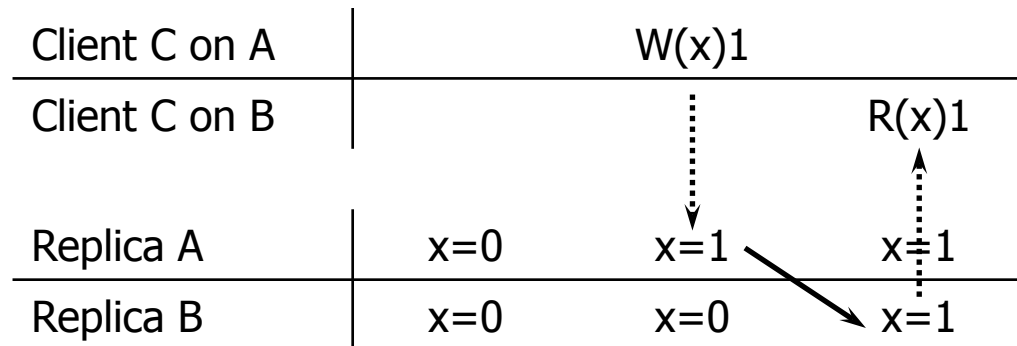 Client C on A W(x)1
Client C on B R(x)1
Replica A x=0 x=1 x=1
Replica B x=0 x=0 x=1